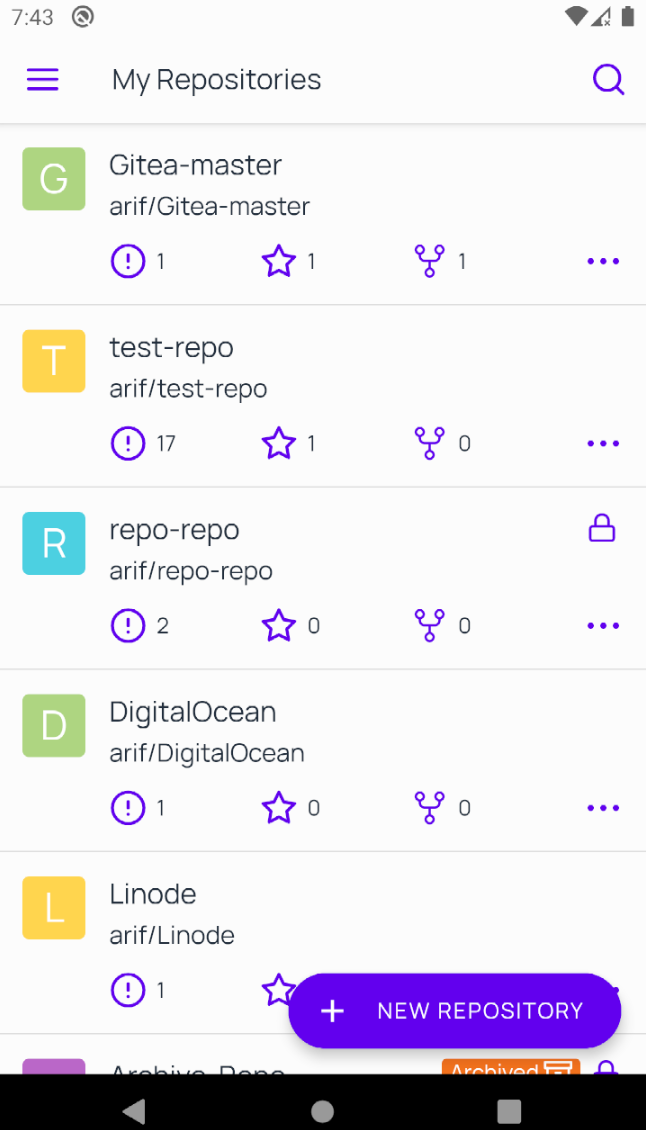 7:43
My Repositories
G
Gitea-master
arif/Gitea-master
1 1 1
T
test-repo
arif/test-repo
17 1 0
R
repo-repo
arif/repo-repo
2 0 0
D
DigitalOcean
arif/DigitalOcean
1 0 0
L
Linode
arif/Linode
1
+ NEW REPOSITORY
Archive-Repo Archived